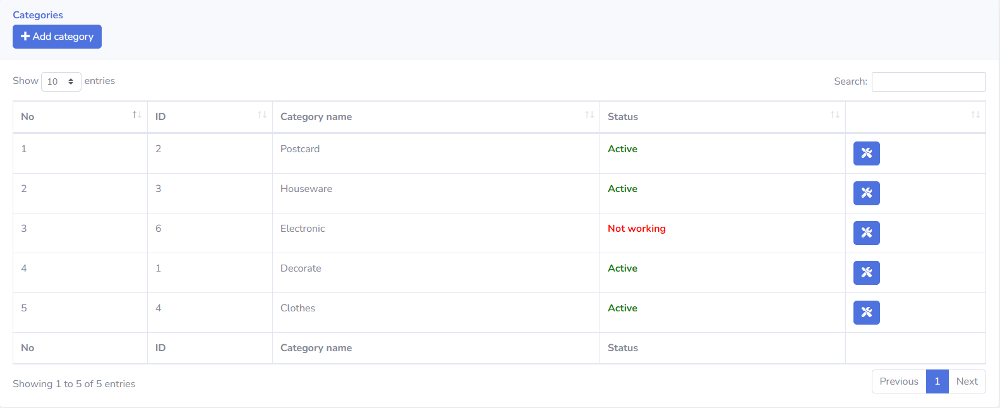 Categories
Add category
Show 10 entries
Search:
No ID Category name Status
1 2 Postcard Active
2 3 Houseware Active
3 6 Electronic Not working
4 1 Decorate Active
5 4 Clothes Active
No ID Category name Status
Showing 1 to 5 of 5 entries
Previous 1 Next